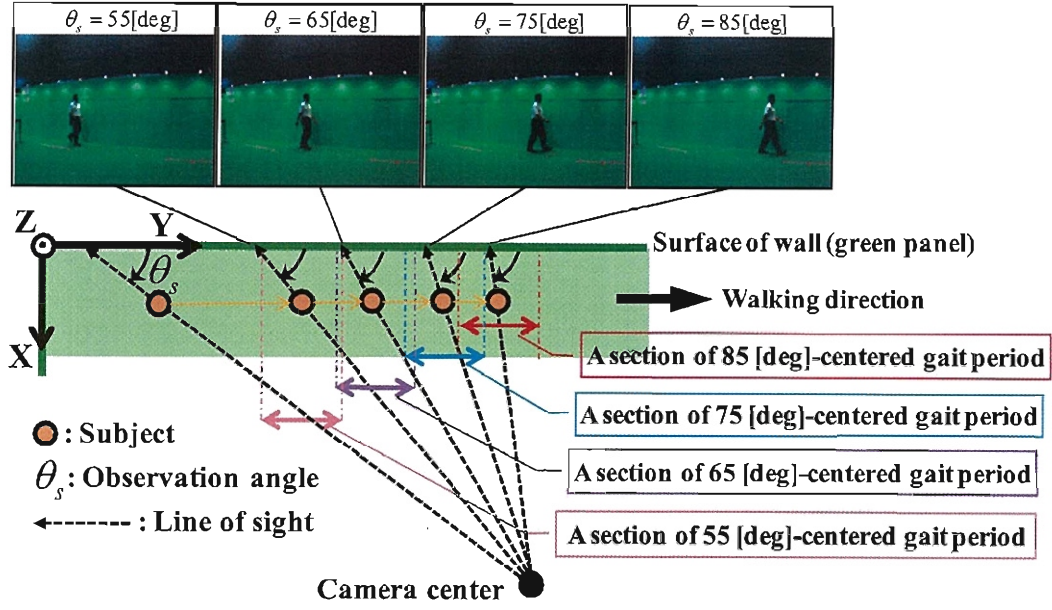 θs = 55[deg]
θs = 65[deg]
θs = 75[deg]
θs = 85[deg]
Z
Y
θs
X
Surface of wall (green panel)
Walking direction
A section of 85 [deg]-centered gait period
A section of 75 [deg]-centered gait period
A section of 65 [deg]-centered gait period
A section of 55 [deg]-centered gait period
: Subject
θs: Observation angle
: Line of sight
Camera center